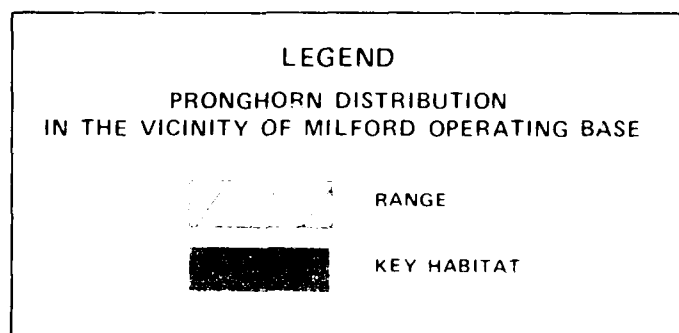 LEGEND
PRONGHORN DISTRIBUTION
IN THE VICINITY OF MILFORD OPERATING BASE
RANGE
KEY HABITAT